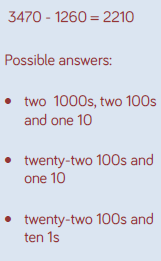 3470 - 1260 = 2210
Possible answers:
• two 1000s, two 100s
and one 10
• twenty-two 100s and
one 10
• twenty-two 100s and
ten 1s